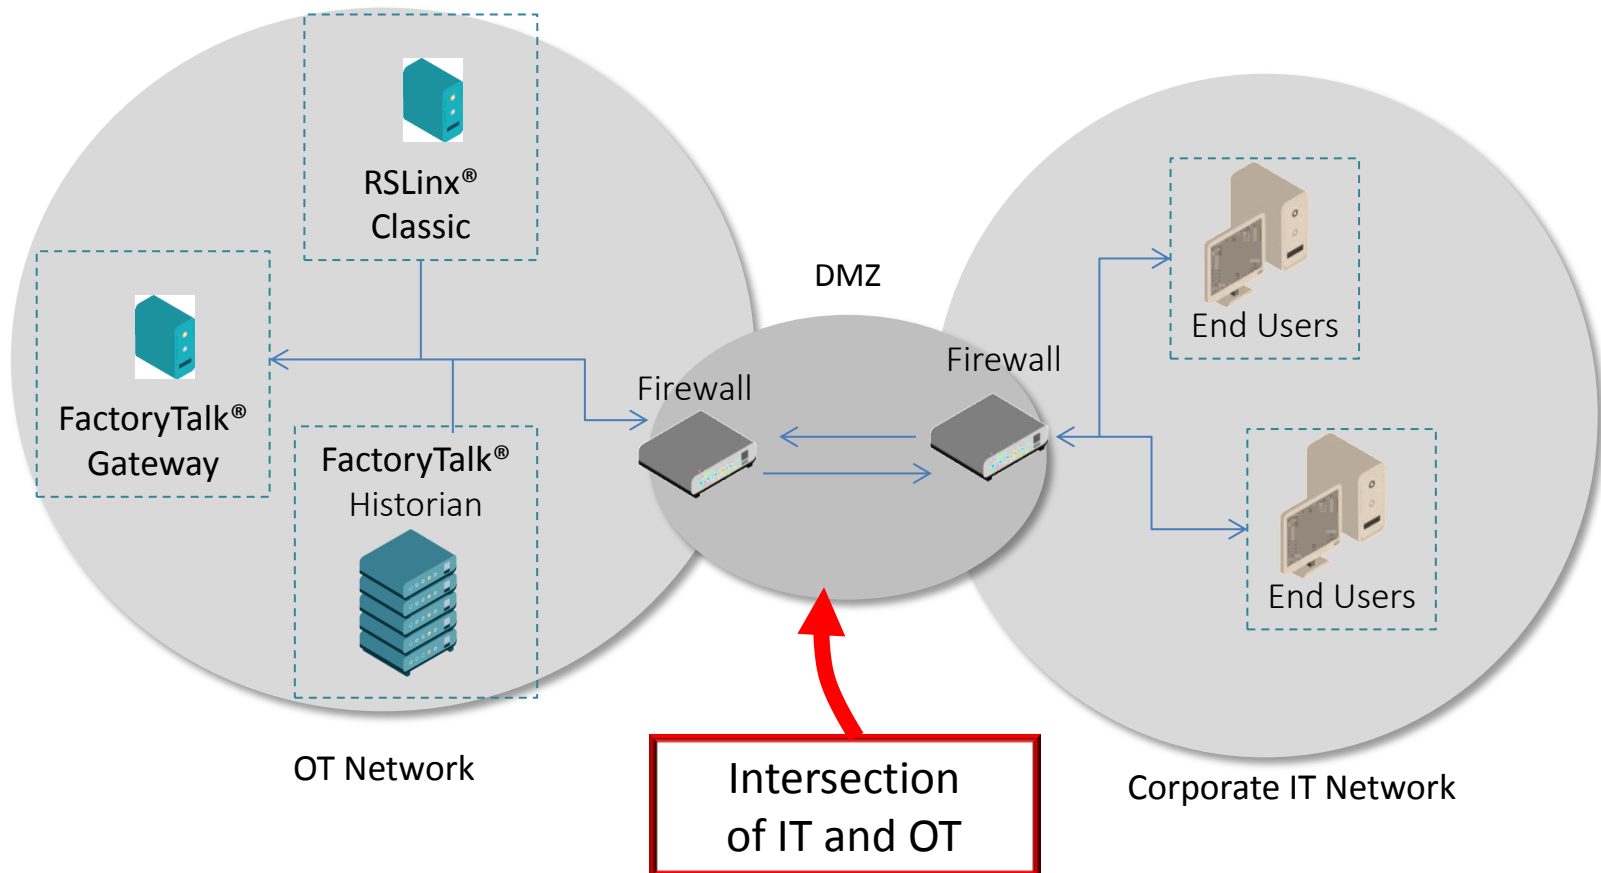 RSLinx®
Classic
FactoryTalk®
Gateway
FactoryTalk®
Historian
OT Network
DMZ
Firewall
Firewall
Intersection
of IT and OT
End Users
End Users
Corporate IT Network